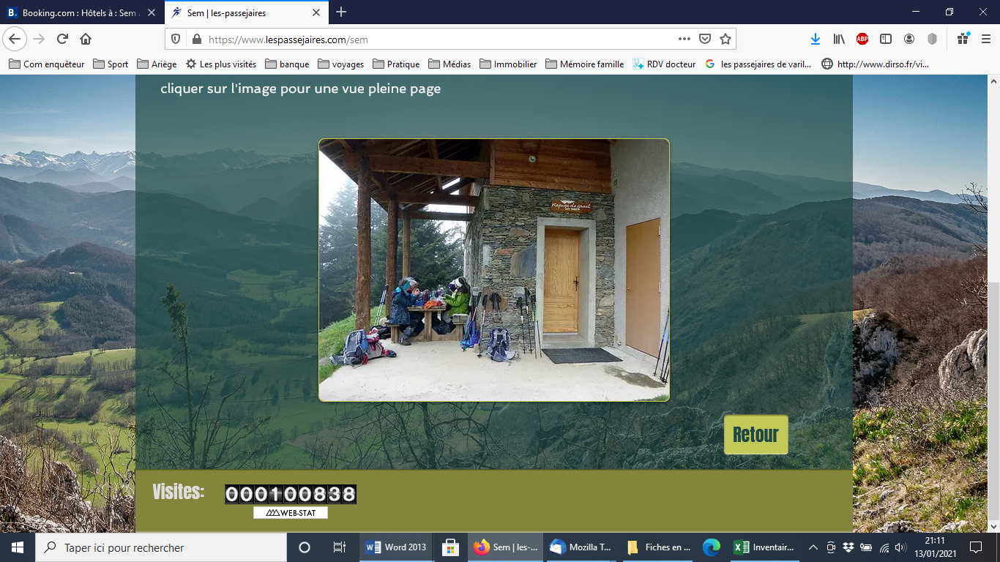 Booking.com : Hôtels à : Sem
Sem | les-passejaires
https://www.lespassejaires.com/sem
ABP
Com enquêteur
Sport
Ariège
Les plus visités
banque
voyages
Pratique
Médias
Immobilier
Mémoire famille
RDV docteur
les passejaires de varil...
http://www.dirso.fr/vi...
cliquer sur l'image pour une vue pleine page
Refuge de Grail
Retour
Visites:
000100838
WEB-STAT
Taper ici pour rechercher
Word 2013
Sem | les-...
Mozilla T...
Fiches en ...
Inventair...
21:11
13/01/2021